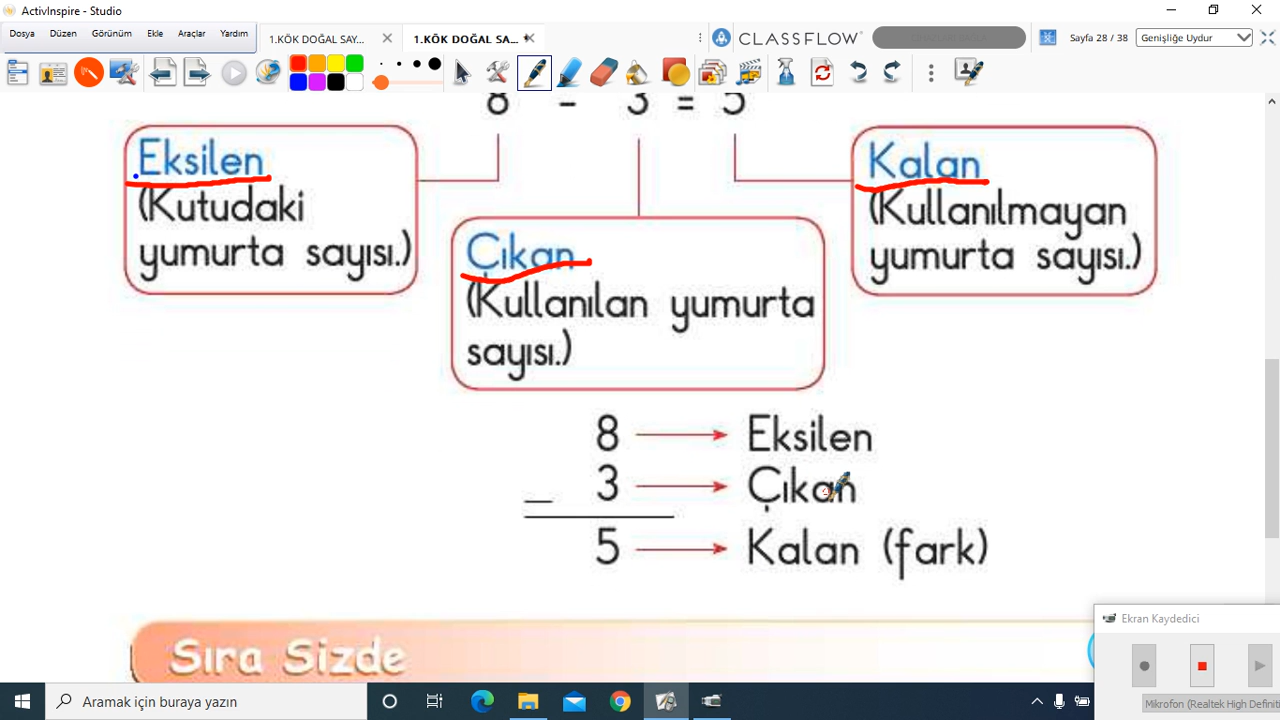 ActivInspire - Studio
Dosya Düzen Görünüm Ekle Araçlar Yardım
1.KÖK DOĞAL SAY...
1.KÖK DOĞAL SA...
CLASSFLOW
Sayfa 28 / 38
Genişliğe Uydur
8 - 3 = 5
Eksilen
(Kutudaki
yumurta sayısı.)
Çıkan
(Kullanılan yumurta
sayısı.)
Kalan
(Kullanılmayan
yumurta sayısı.)
8 Eksilen
_ 3 Çıkan
5 Kalan (fark)
Sıra Sizde
Ekran Kaydedici
Mikrofon (Realtek High Definit
Aramak için buraya yazın